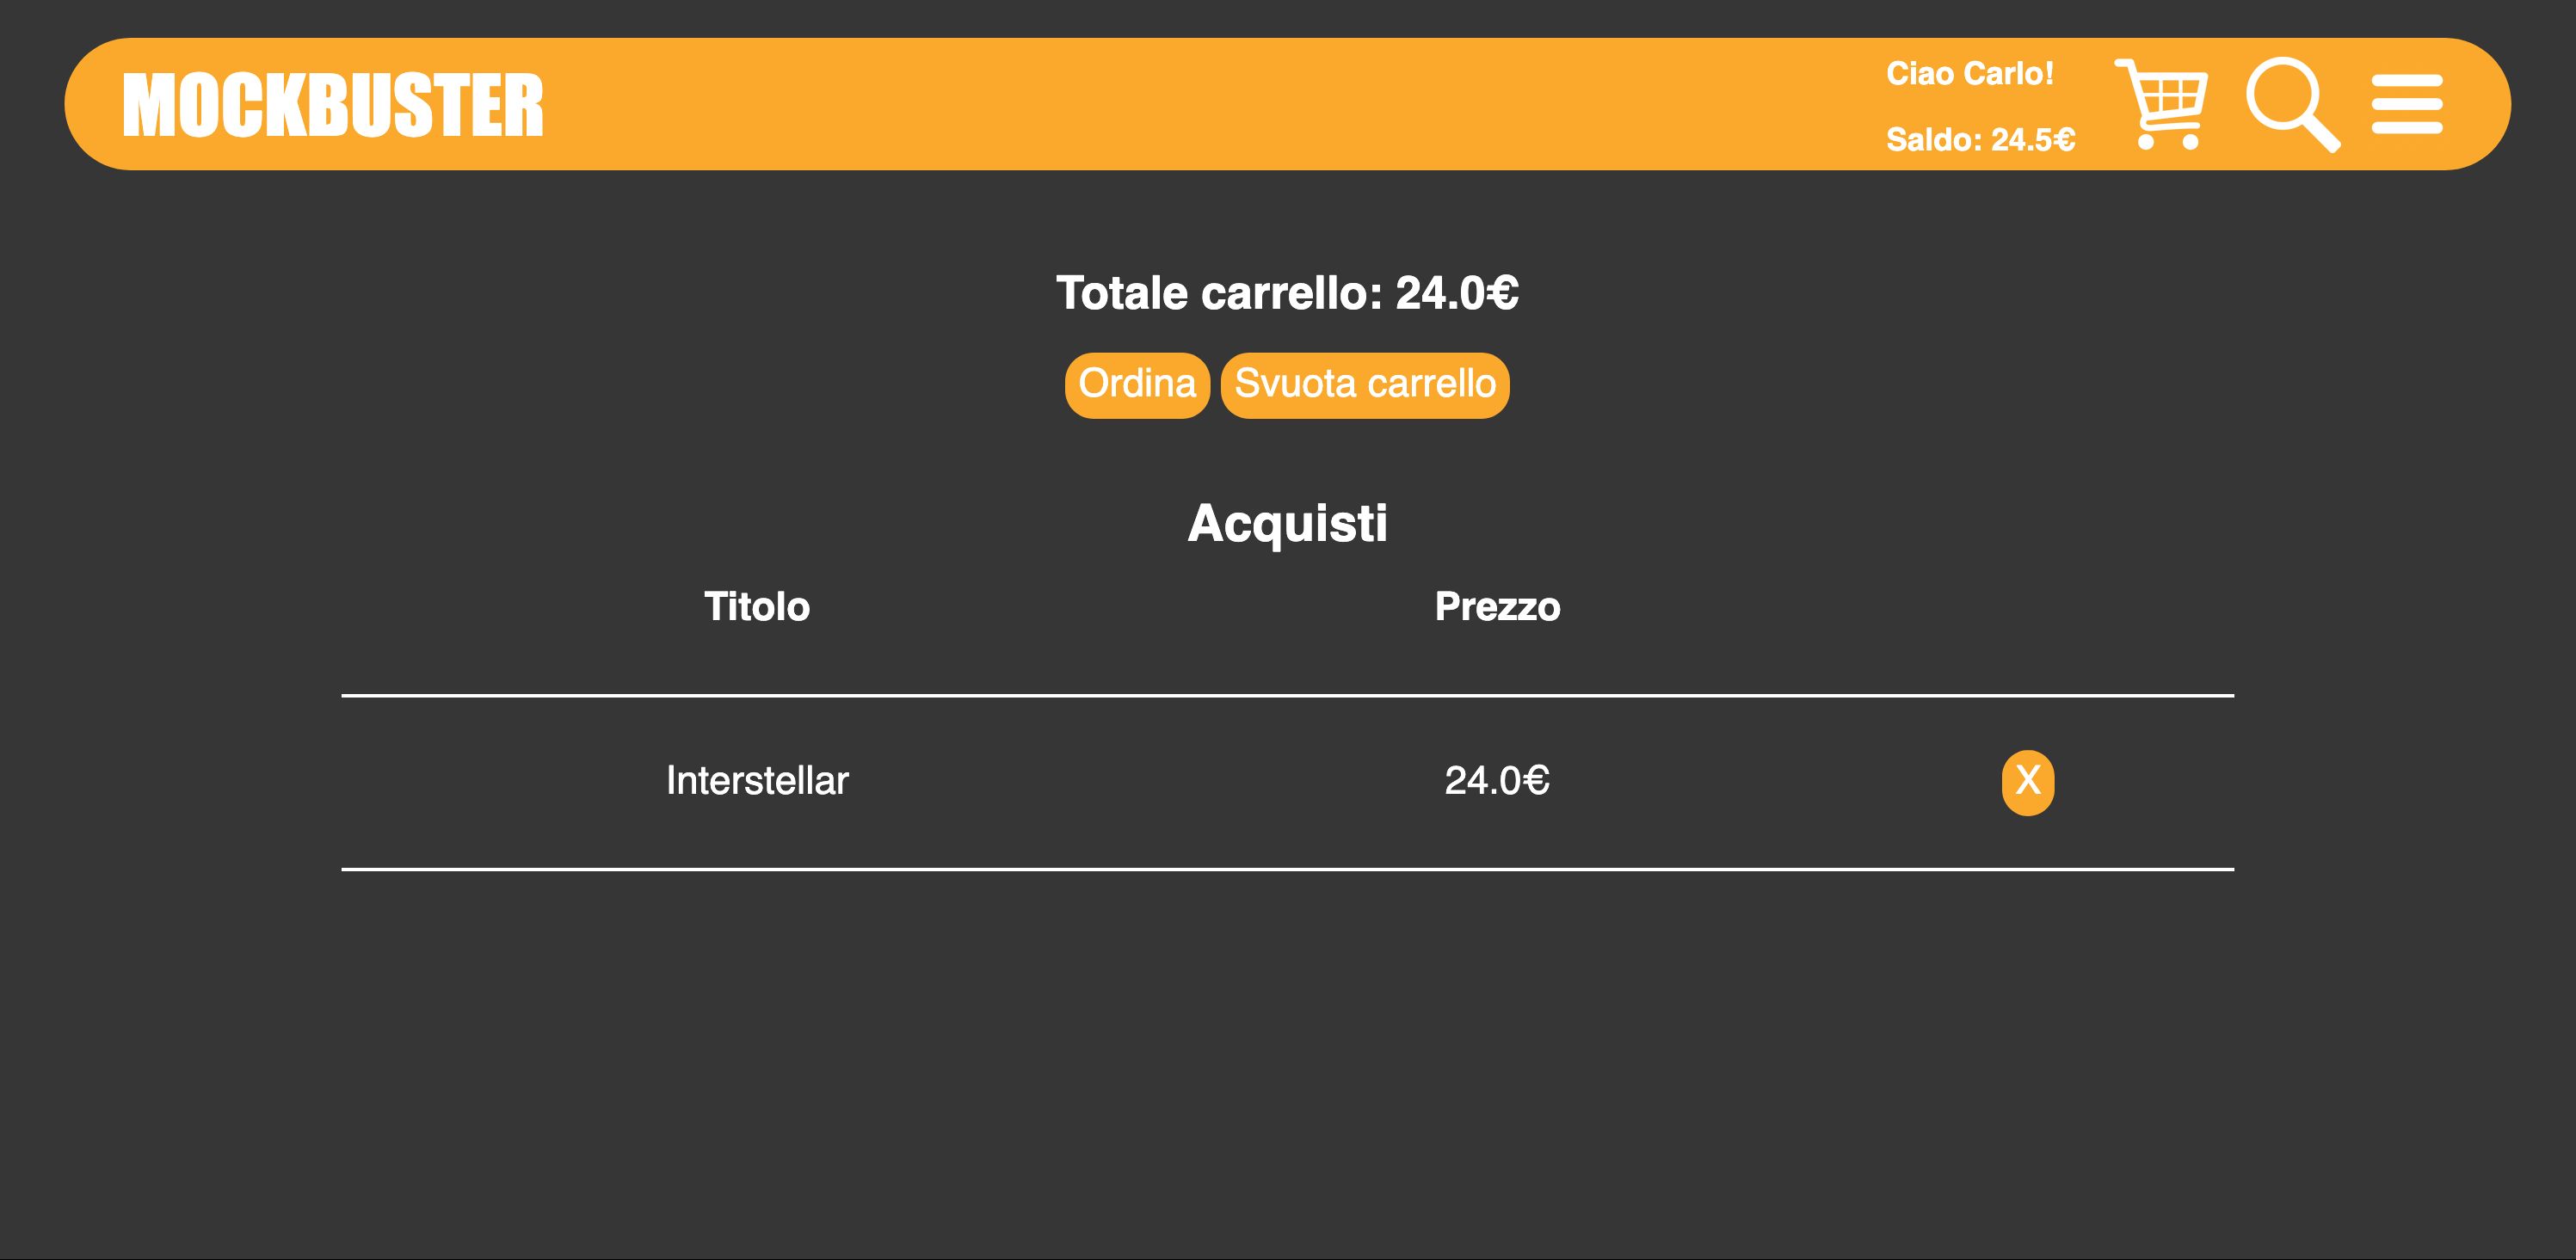 MOCKBUSTER
Ciao Carlo!
Saldo: 24.5€
Totale carrello: 24.0€
Ordina Svuota carrello
Acquisti
Titolo Prezzo
Interstellar 24.0€ X